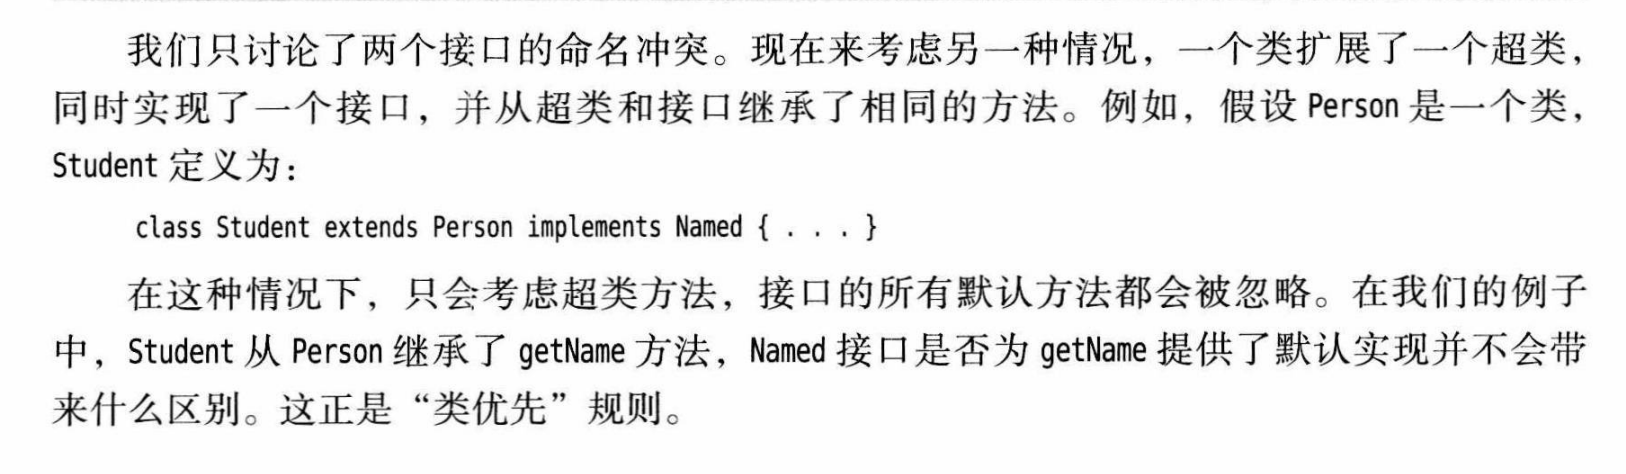 我们只讨论了两个接口的命名冲突。现在来考虑另一种情况，一个类扩展了一个超类，
同时实现了一个接口，并从超类和接口继承了相同的方法。例如，假设 Person 是一个类，
Student 定义为：
class Student extends Person implements Named { . . . }
在这种情况下，只会考虑超类方法，接口的所有默认方法都会被忽略。在我们的例子
中，Student 从 Person 继承了 getName 方法，Named 接口是否为 getName 提供了默认实现并不会带
来什么区别。这正是“类优先”规则。